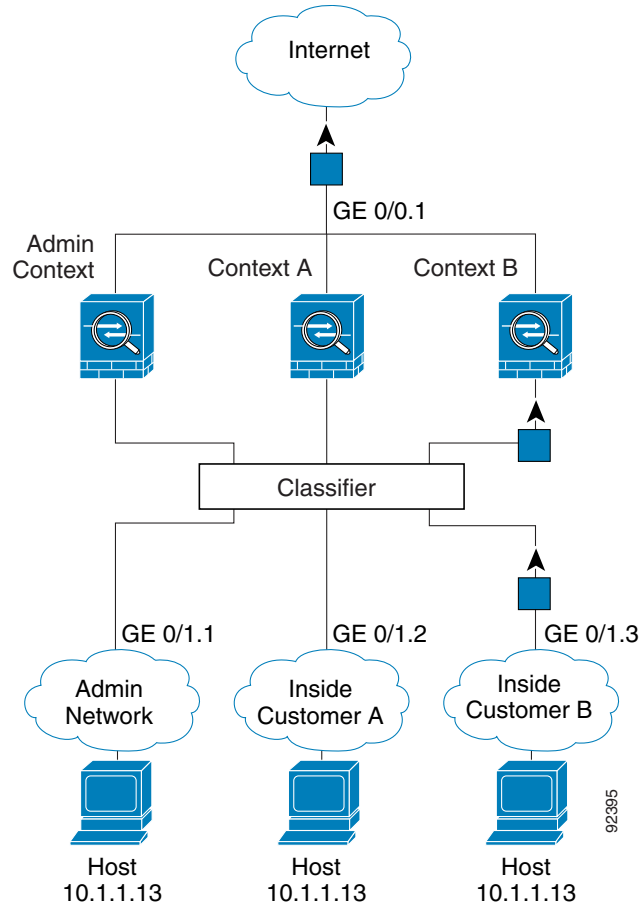 Internet
GE 0/0.1
Admin
Context
Context A
Context B
Classifier
GE 0/1.1
GE 0/1.2
GE 0/1.3
Admin
Network
Inside
Customer A
Inside
Customer B
Host
10.1.1.13
Host
10.1.1.13
Host
10.1.1.13
92395